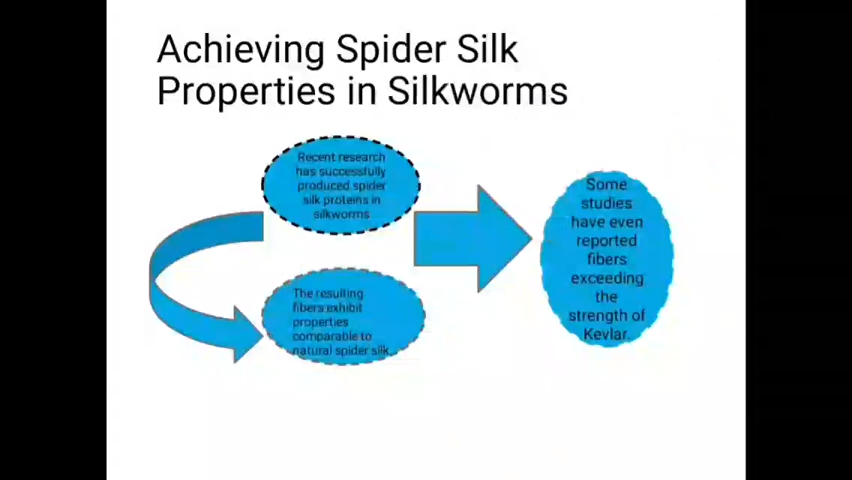 Achieving Spider Silk
Properties in Silkworms
Recent research
has successfully
produced spider
silk proteins in
silkworms
The resulting
fibers exhibit
properties
comparable to
natural spider silk.
Some
studies
have even
reported
fibers
exceeding
the
strength of
Kevlar.